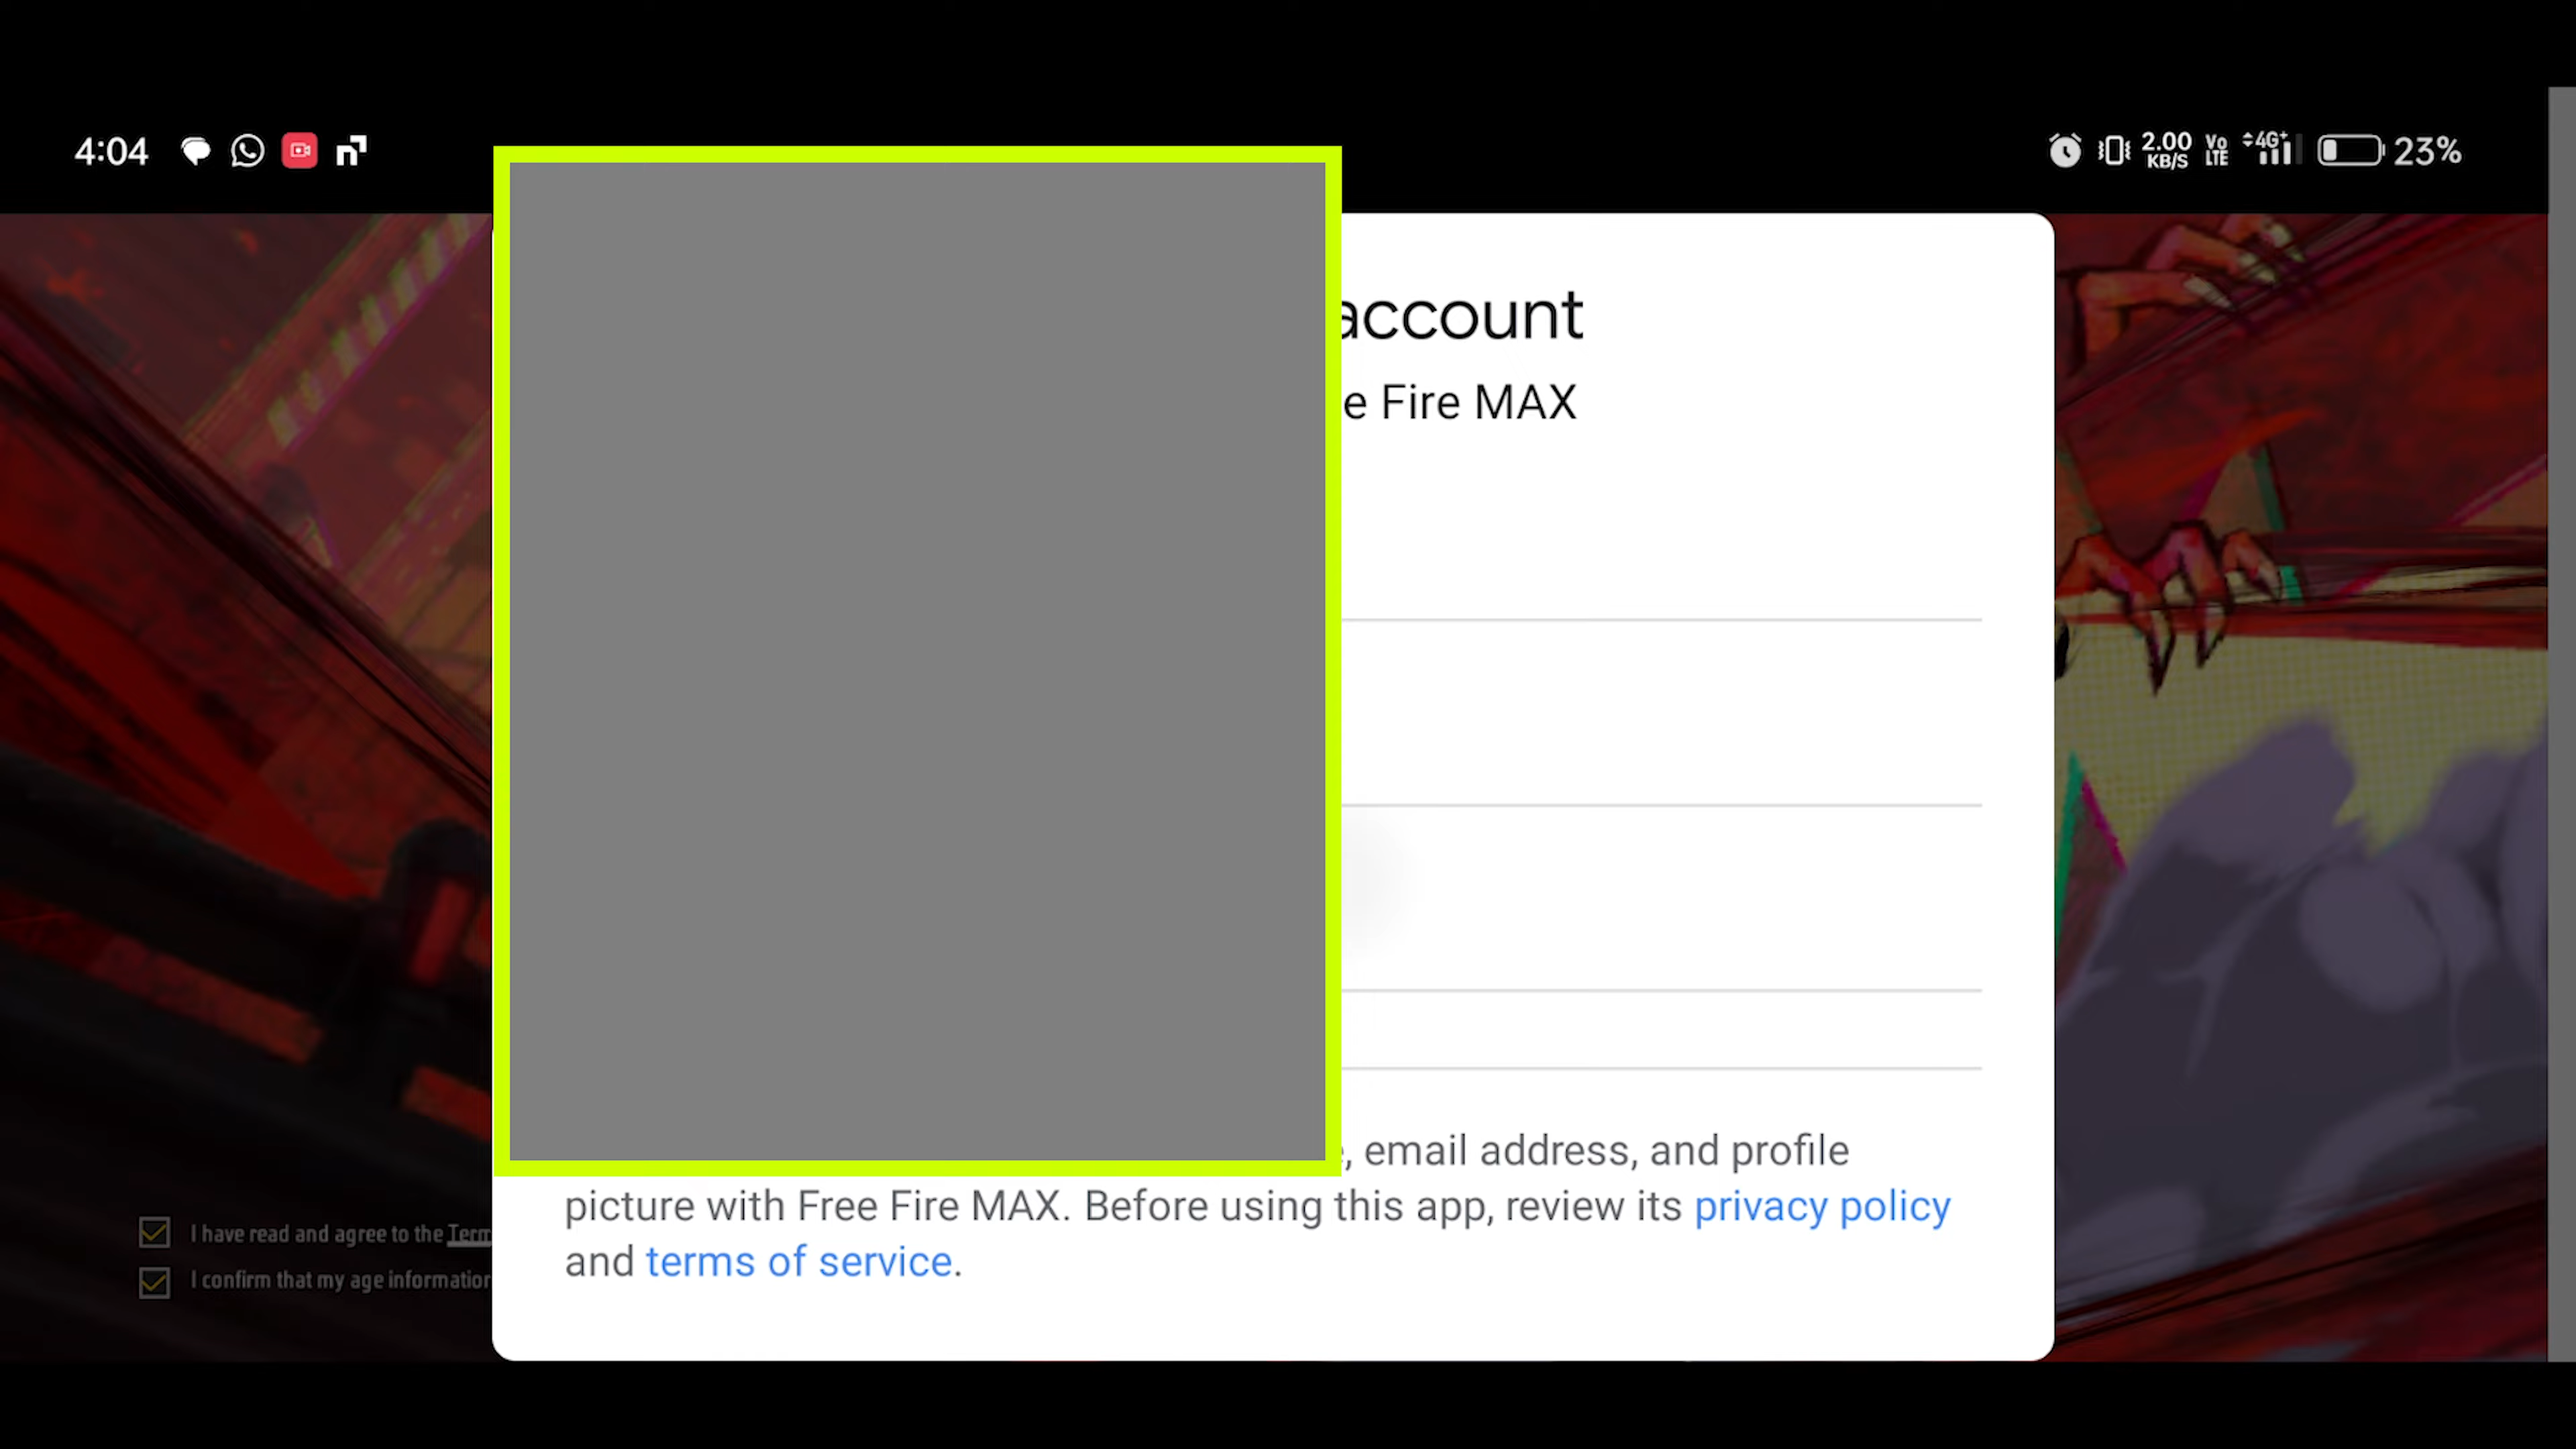 4:04
2.00 KB/S Vo LTE 4G+ 23%
account
Fire MAX
, email address, and profile
picture with Free Fire MAX. Before using this app, review its privacy policy
and terms of service.
I have read and agree to the
I confirm that my age